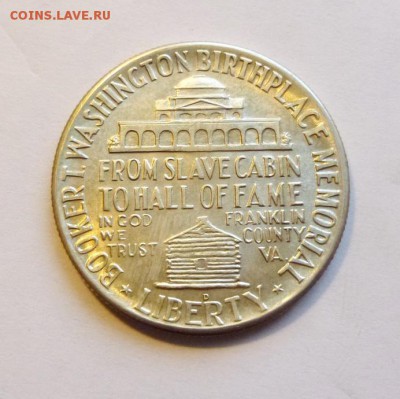 COINS.LAVE.RU
★ BOOKER T. WASHINGTON BIRTHPLACE MEMORIAL ★
FROM SLAVE CABIN
TO HALL OF FAME
IN GOD FRANKLIN
WE COUNTY
TRUST VA.
D
LIBERTY